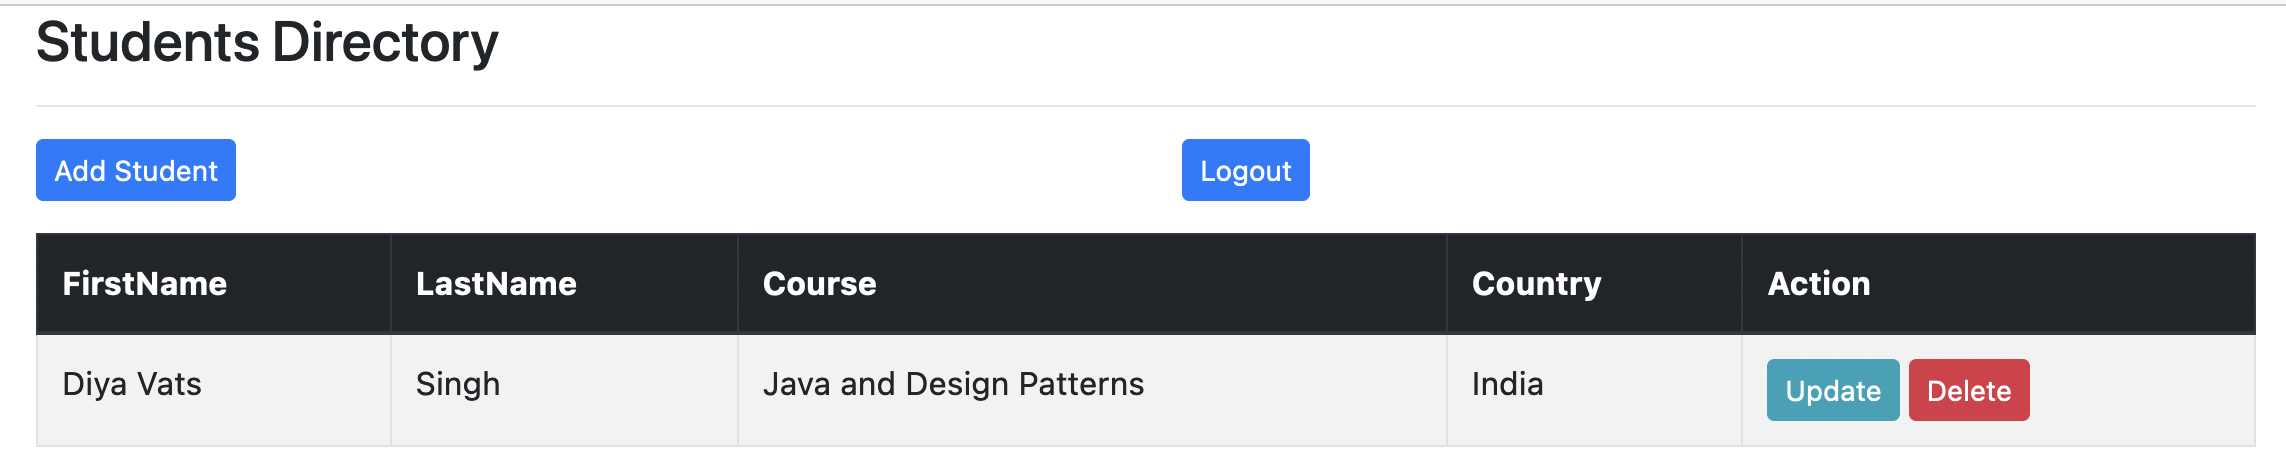 Students Directory
Add Student Logout
FirstName LastName Course Country Action
Diya Vats Singh Java and Design Patterns India Update Delete